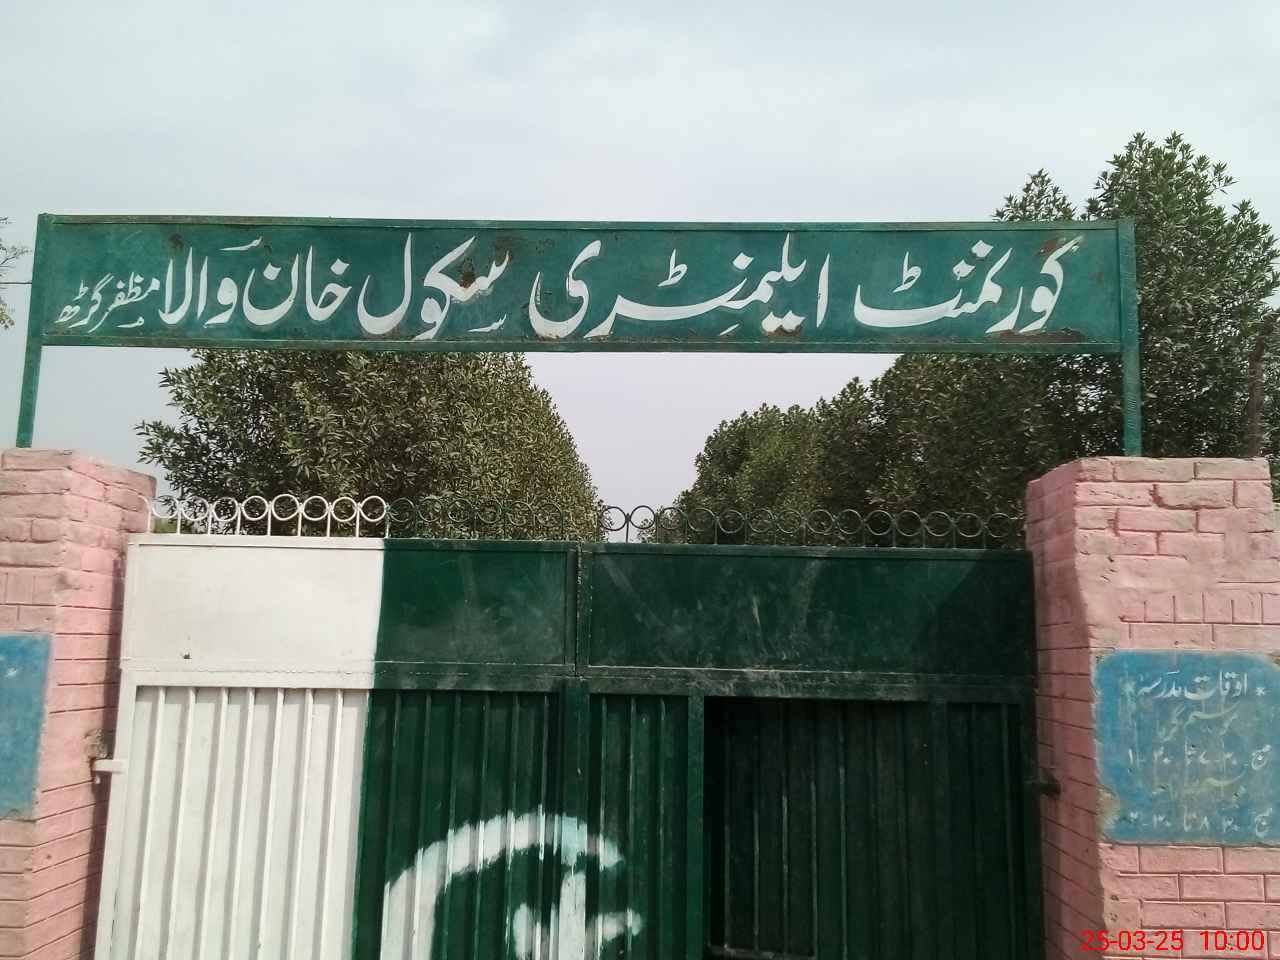 گورنمنٹ ایلیمنٹری سکول خان والا مظفر گڑھ
* اوقات مدرسہ *
25-03-25 10:00